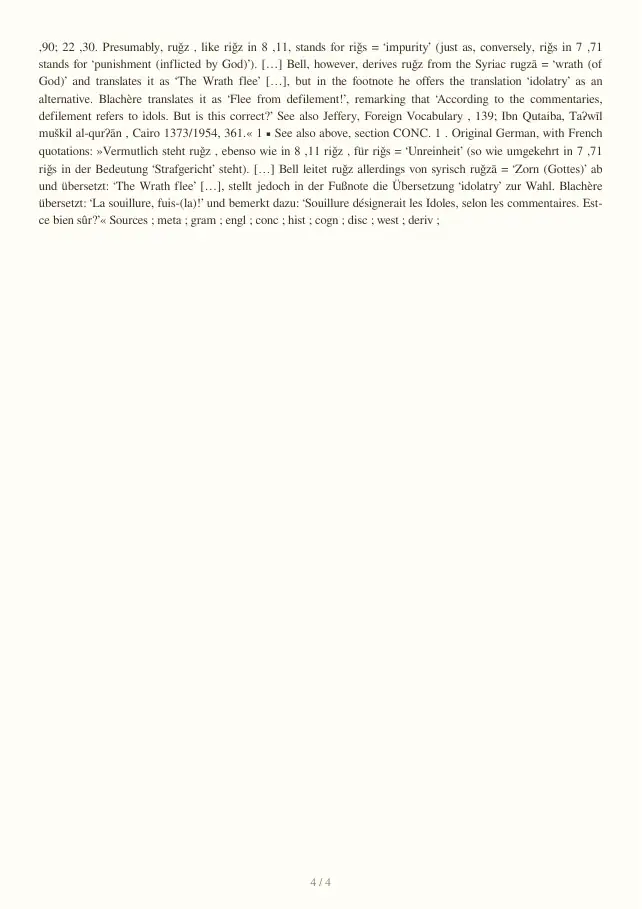 ,90; 22 ,30. Presumably, ruǧz , like riǧz in 8 ,11, stands for riǧs = ‘impurity’ (just as, conversely, riǧs in 7 ,71
stands for ‘punishment (inflicted by God)’). […] Bell, however, derives ruǧz from the Syriac rugzā = ‘wrath (of
God)’ and translates it as ‘The Wrath flee’ […], but in the footnote he offers the translation ‘idolatry’ as an
alternative. Blachère translates it as ‘Flee from defilement!’, remarking that ‘According to the commentaries,
defilement refers to idols. But is this correct?’ See also Jeffery, Foreign Vocabulary , 139; Ibn Qutaiba, Taʔwīl
muškil al-qurʔān , Cairo 1373/1954, 361.« 1 ▪ See also above, section CONC. 1 . Original German, with French
quotations: »Vermutlich steht ruǧz , ebenso wie in 8 ,11 riǧz , für riǧs = ‘Unreinheit’ (so wie umgekehrt in 7 ,71
riǧs in der Bedeutung ‘Strafgericht’ steht). […] Bell leitet ruǧz allerdings von syrisch ruǧzā = ‘Zorn (Gottes)’ ab
und übersetzt: ‘The Wrath flee’ […], stellt jedoch in der Fußnote die Übersetzung ‘idolatry’ zur Wahl. Blachère
übersetzt: ‘La souillure, fuis-(la)!’ und bemerkt dazu: ‘Souillure désignerait les Idoles, selon les commentaires. Est-
ce bien sûr?’« Sources ; meta ; gram ; engl ; conc ; hist ; cogn ; disc ; west ; deriv ;
4 / 4